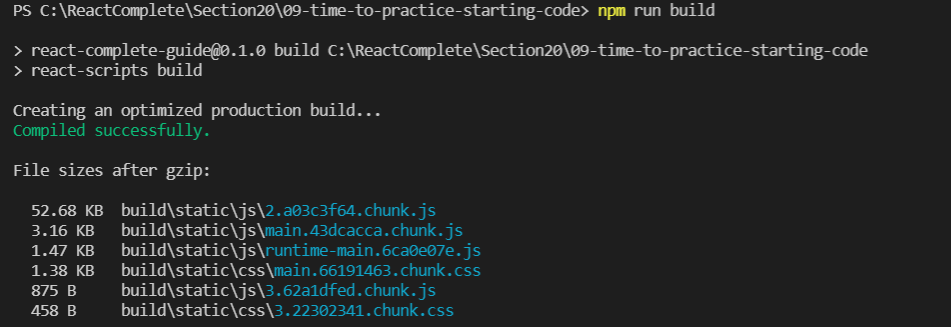 PS C:\ReactComplete\Section20\09-time-to-practice-starting-code> npm run build
> react-complete-guide@0.1.0 build C:\ReactComplete\Section20\09-time-to-practice-starting-code
> react-scripts build
Creating an optimized production build...
Compiled successfully.
File sizes after gzip:
52.68 KB  build\static\js\2.a03c3f64.chunk.js
3.16 KB   build\static\js\main.43dcacca.chunk.js
1.47 KB   build\static\js\runtime-main.6ca0e07e.js
1.38 KB   build\static\css\main.66191463.chunk.css
875 B     build\static\js\3.62a1dfed.chunk.js
458 B     build\static\css\3.22302341.chunk.css